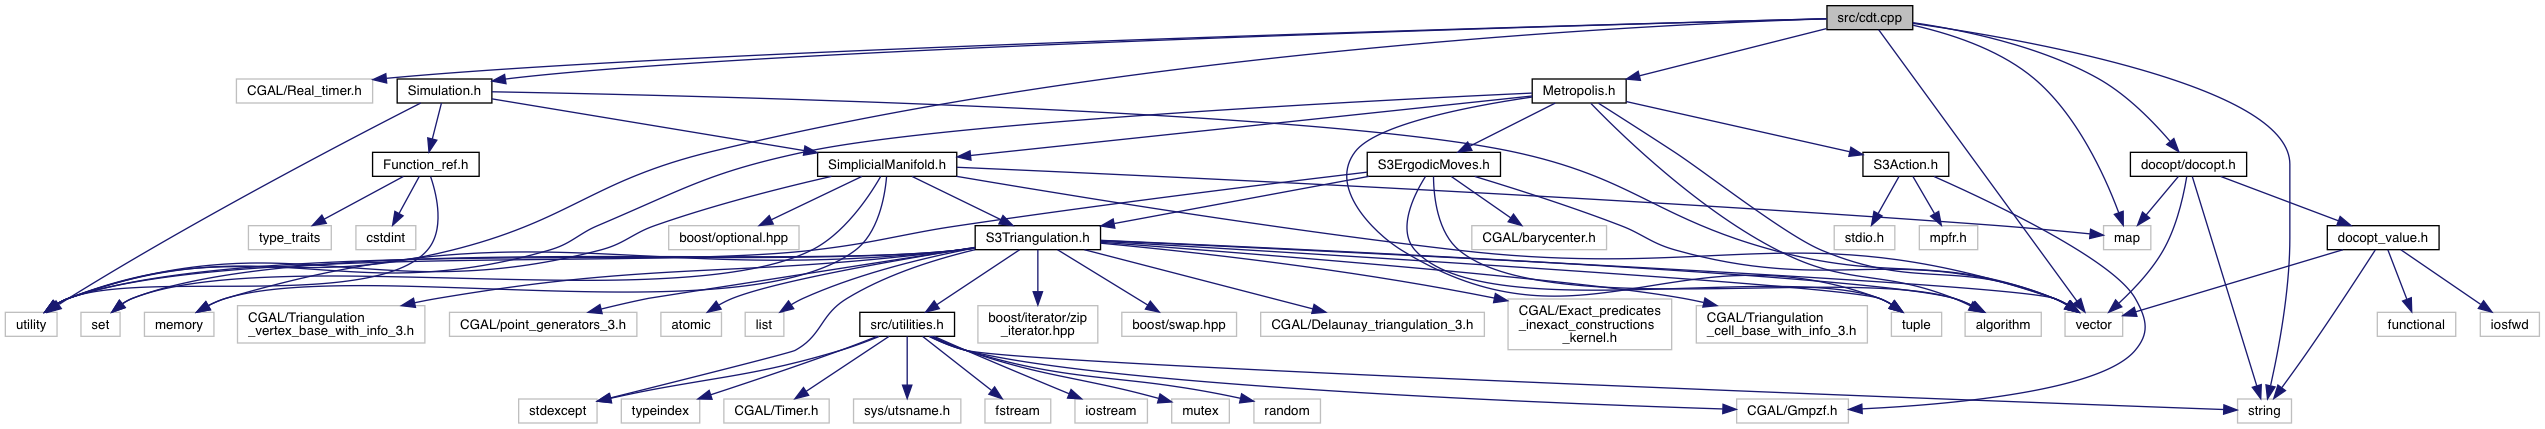 src/cdt.cpp
CGAL/Real_timer.h
Simulation.h
Metropolis.h
Function_ref.h
SimplicialManifold.h
S3ErgodicMoves.h
S3Action.h
docopt/docopt.h
type_traits
cstdint
boost/optional.hpp
S3Triangulation.h
CGAL/barycenter.h
stdio.h
mpfr.h
map
docopt_value.h
utility
set
memory
CGAL/Triangulation
_vertex_base_with_info_3.h
CGAL/point_generators_3.h
atomic
list
src/utilities.h
boost/iterator/zip
_iterator.hpp
boost/swap.hpp
CGAL/Delaunay_triangulation_3.h
CGAL/Exact_predicates
_inexact_constructions
_kernel.h
CGAL/Triangulation
_cell_base_with_info_3.h
tuple
algorithm
vector
functional
iosfwd
stdexcept
typeindex
CGAL/Timer.h
sys/utsname.h
fstream
iostream
mutex
random
CGAL/Gmpzf.h
string